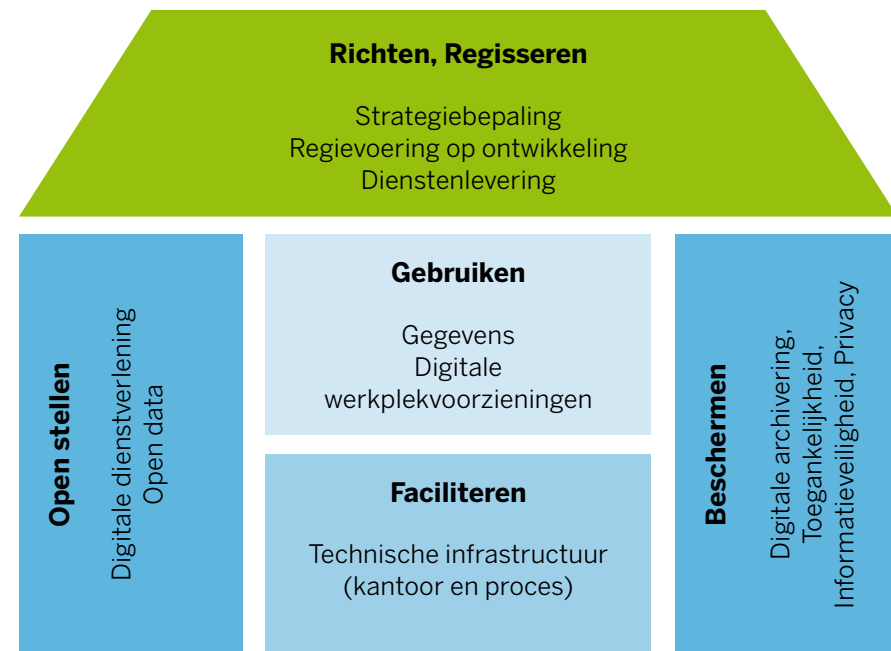 Richten, Regisseren
Strategiebepaling
Regievoering op ontwikkeling
Dienstenlevering
Open stellen
Digitale dienstverlening
Open data
Gebruiken
Gegevens
Digitale
werkplekvoorzieningen
Faciliteren
Technische infrastructuur
(kantoor en proces)
Beschermen
Digitale archivering,
Toegankelijkheid,
Informatieveiligheid, Privacy